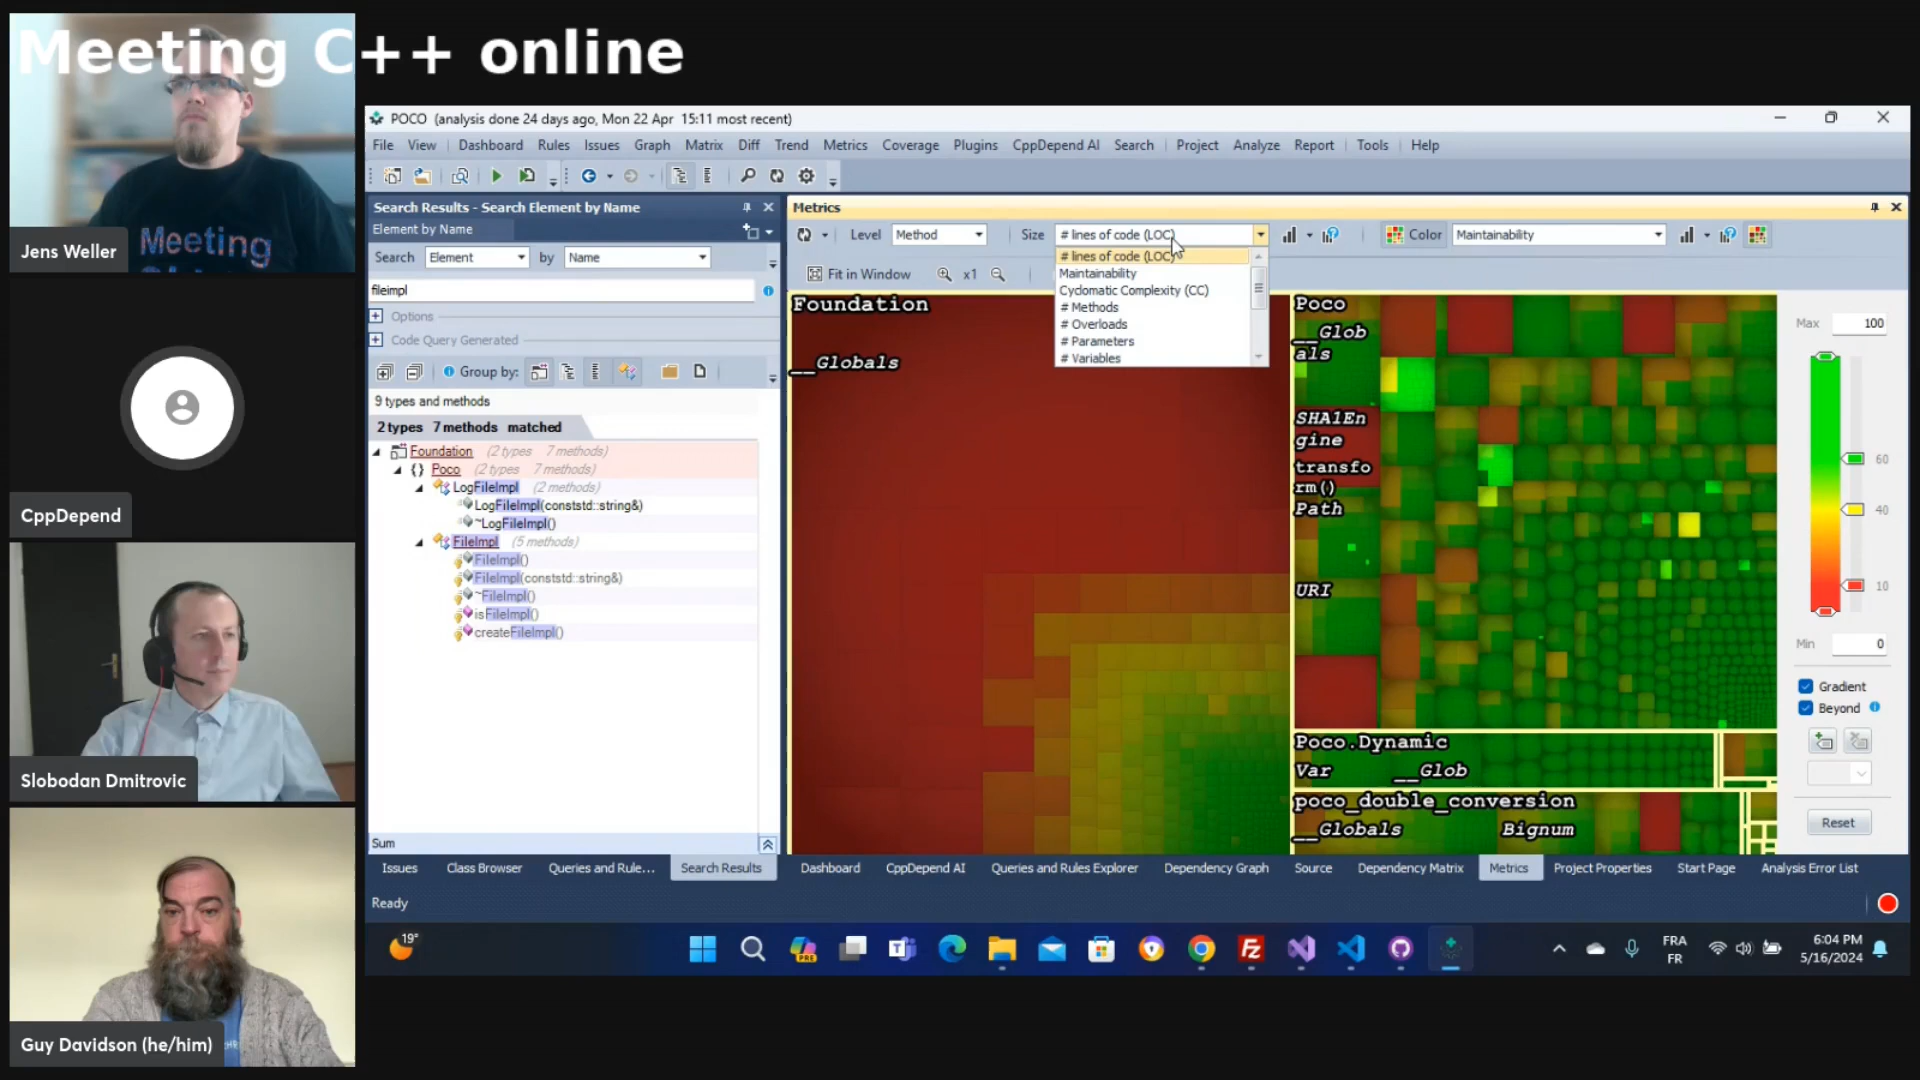 Meeting C++ online
Meeting
Jens Weller
CppDepend
Slobodan Dmitrovic
Guy Davidson (he/him)
POCO (analysis done 24 days ago, Mon 22 Apr 15:11 most recent)
File View Dashboard Rules Issues Graph Matrix Diff Trend Metrics Coverage Plugins CppDepend AI Search Project Analyze Report Tools Help
Search Results - Search Element by Name
Element by Name
Search Element by Name
fileimpl
Options
Code Query Generated
Group by:
9 types and methods
2 types 7 methods matched
Foundation (2 types 7 methods)
Poco (2 types 7 methods)
LogFileImpl (2 methods)
LogFileImpl(conststd::string&)
~LogFileImpl()
FileImpl (5 methods)
FileImpl()
FileImpl(conststd::string&)
~FileImpl()
isFileImpl()
createFileImpl()
Sum
Issues Class Browser Queries and Rule... Search Results
Metrics
Level Method Size # lines of code (LOC) Color Maintainability
Fit in Window x1
# lines of code (LOC)
Maintainability
Cyclomatic Complexity (CC)
# Methods
# Overloads
# Parameters
# Variables
Foundation
__Globals
Poco
__Glob
als
SHA1En
gine
transfo
rm()
Path
URI
Poco.Dynamic
Var __Glob
poco_double_conversion
__Globals Bignum
Max 100
60
40
10
Min 0
Gradient
Beyond
Reset
Dashboard CppDepend AI Queries and Rules Explorer Dependency Graph Source Dependency Matrix Metrics Project Properties Start Page Analysis Error List
Ready
19°
PRE
FRA
FR
6:04 PM
5/16/2024